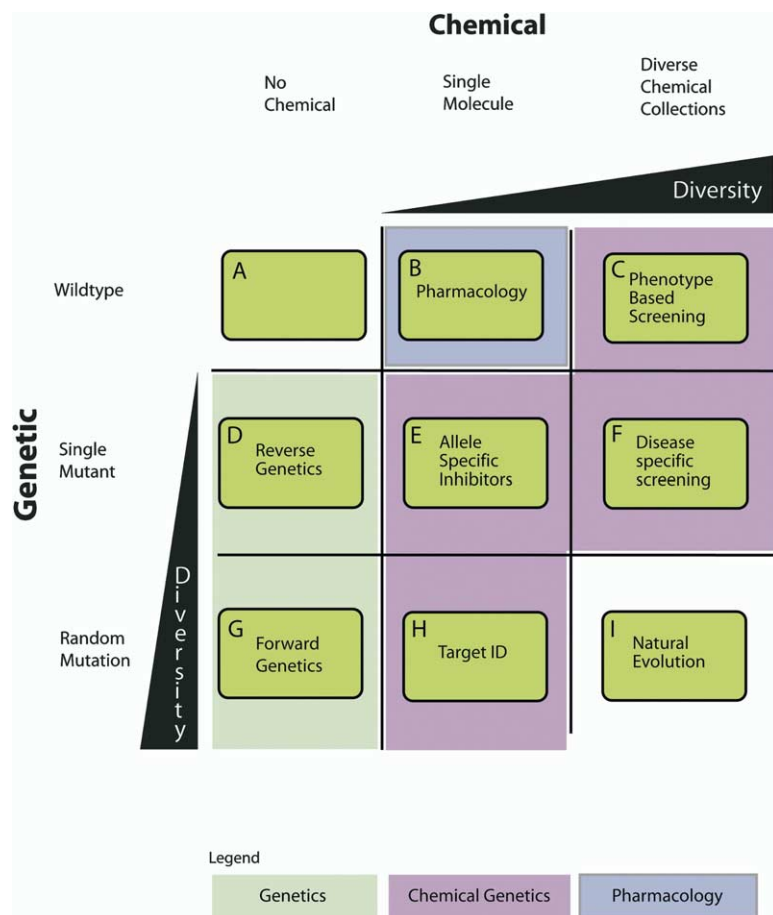 Chemical
No
Chemical
Single
Molecule
Diverse
Chemical
Collections
Diversity
Genetic
Wildtype
A
B
Pharmacology
C
Phenotype
Based
Screening
Single
Mutant
D
Reverse
Genetics
E
Allele
Specific
Inhibitors
F
Disease
specific
screening
Diversity
Random
Mutation
G
Forward
Genetics
H
Target ID
I
Natural
Evolution
Legend
Genetics
Chemical Genetics
Pharmacology